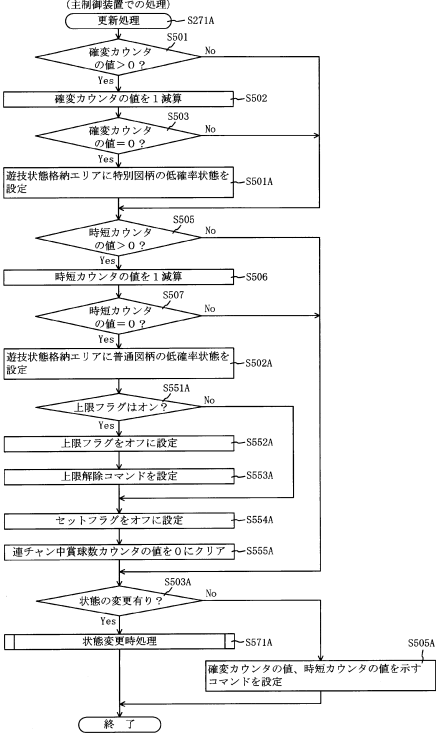 (主制御装置での処理)
更新処理
S271A
S501
確変カウンタ
の値>0?
No
Yes
確変カウンタの値を1減算
S502
S503
確変カウンタ
の値=0?
No
Yes
遊技状態格納エリアに特別図柄の低確率状態を
設定
S501A
S505
時短カウンタ
の値>0?
No
Yes
時短カウンタの値を1減算
S506
S507
時短カウンタ
の値=0?
No
Yes
遊技状態格納エリアに普通図柄の低確率状態を
設定
S502A
S551A
上限フラグはオン?
No
Yes
上限フラグをオフに設定
S552A
上限解除コマンドを設定
S553A
セットフラグをオフに設定
S554A
連チャン中賞球数カウンタの値を0にクリア
S555A
S503A
状態の変更有り?
No
Yes
状態変更時処理
S571A
S505A
確変カウンタの値、時短カウンタの値を示す
コマンドを設定
終 了